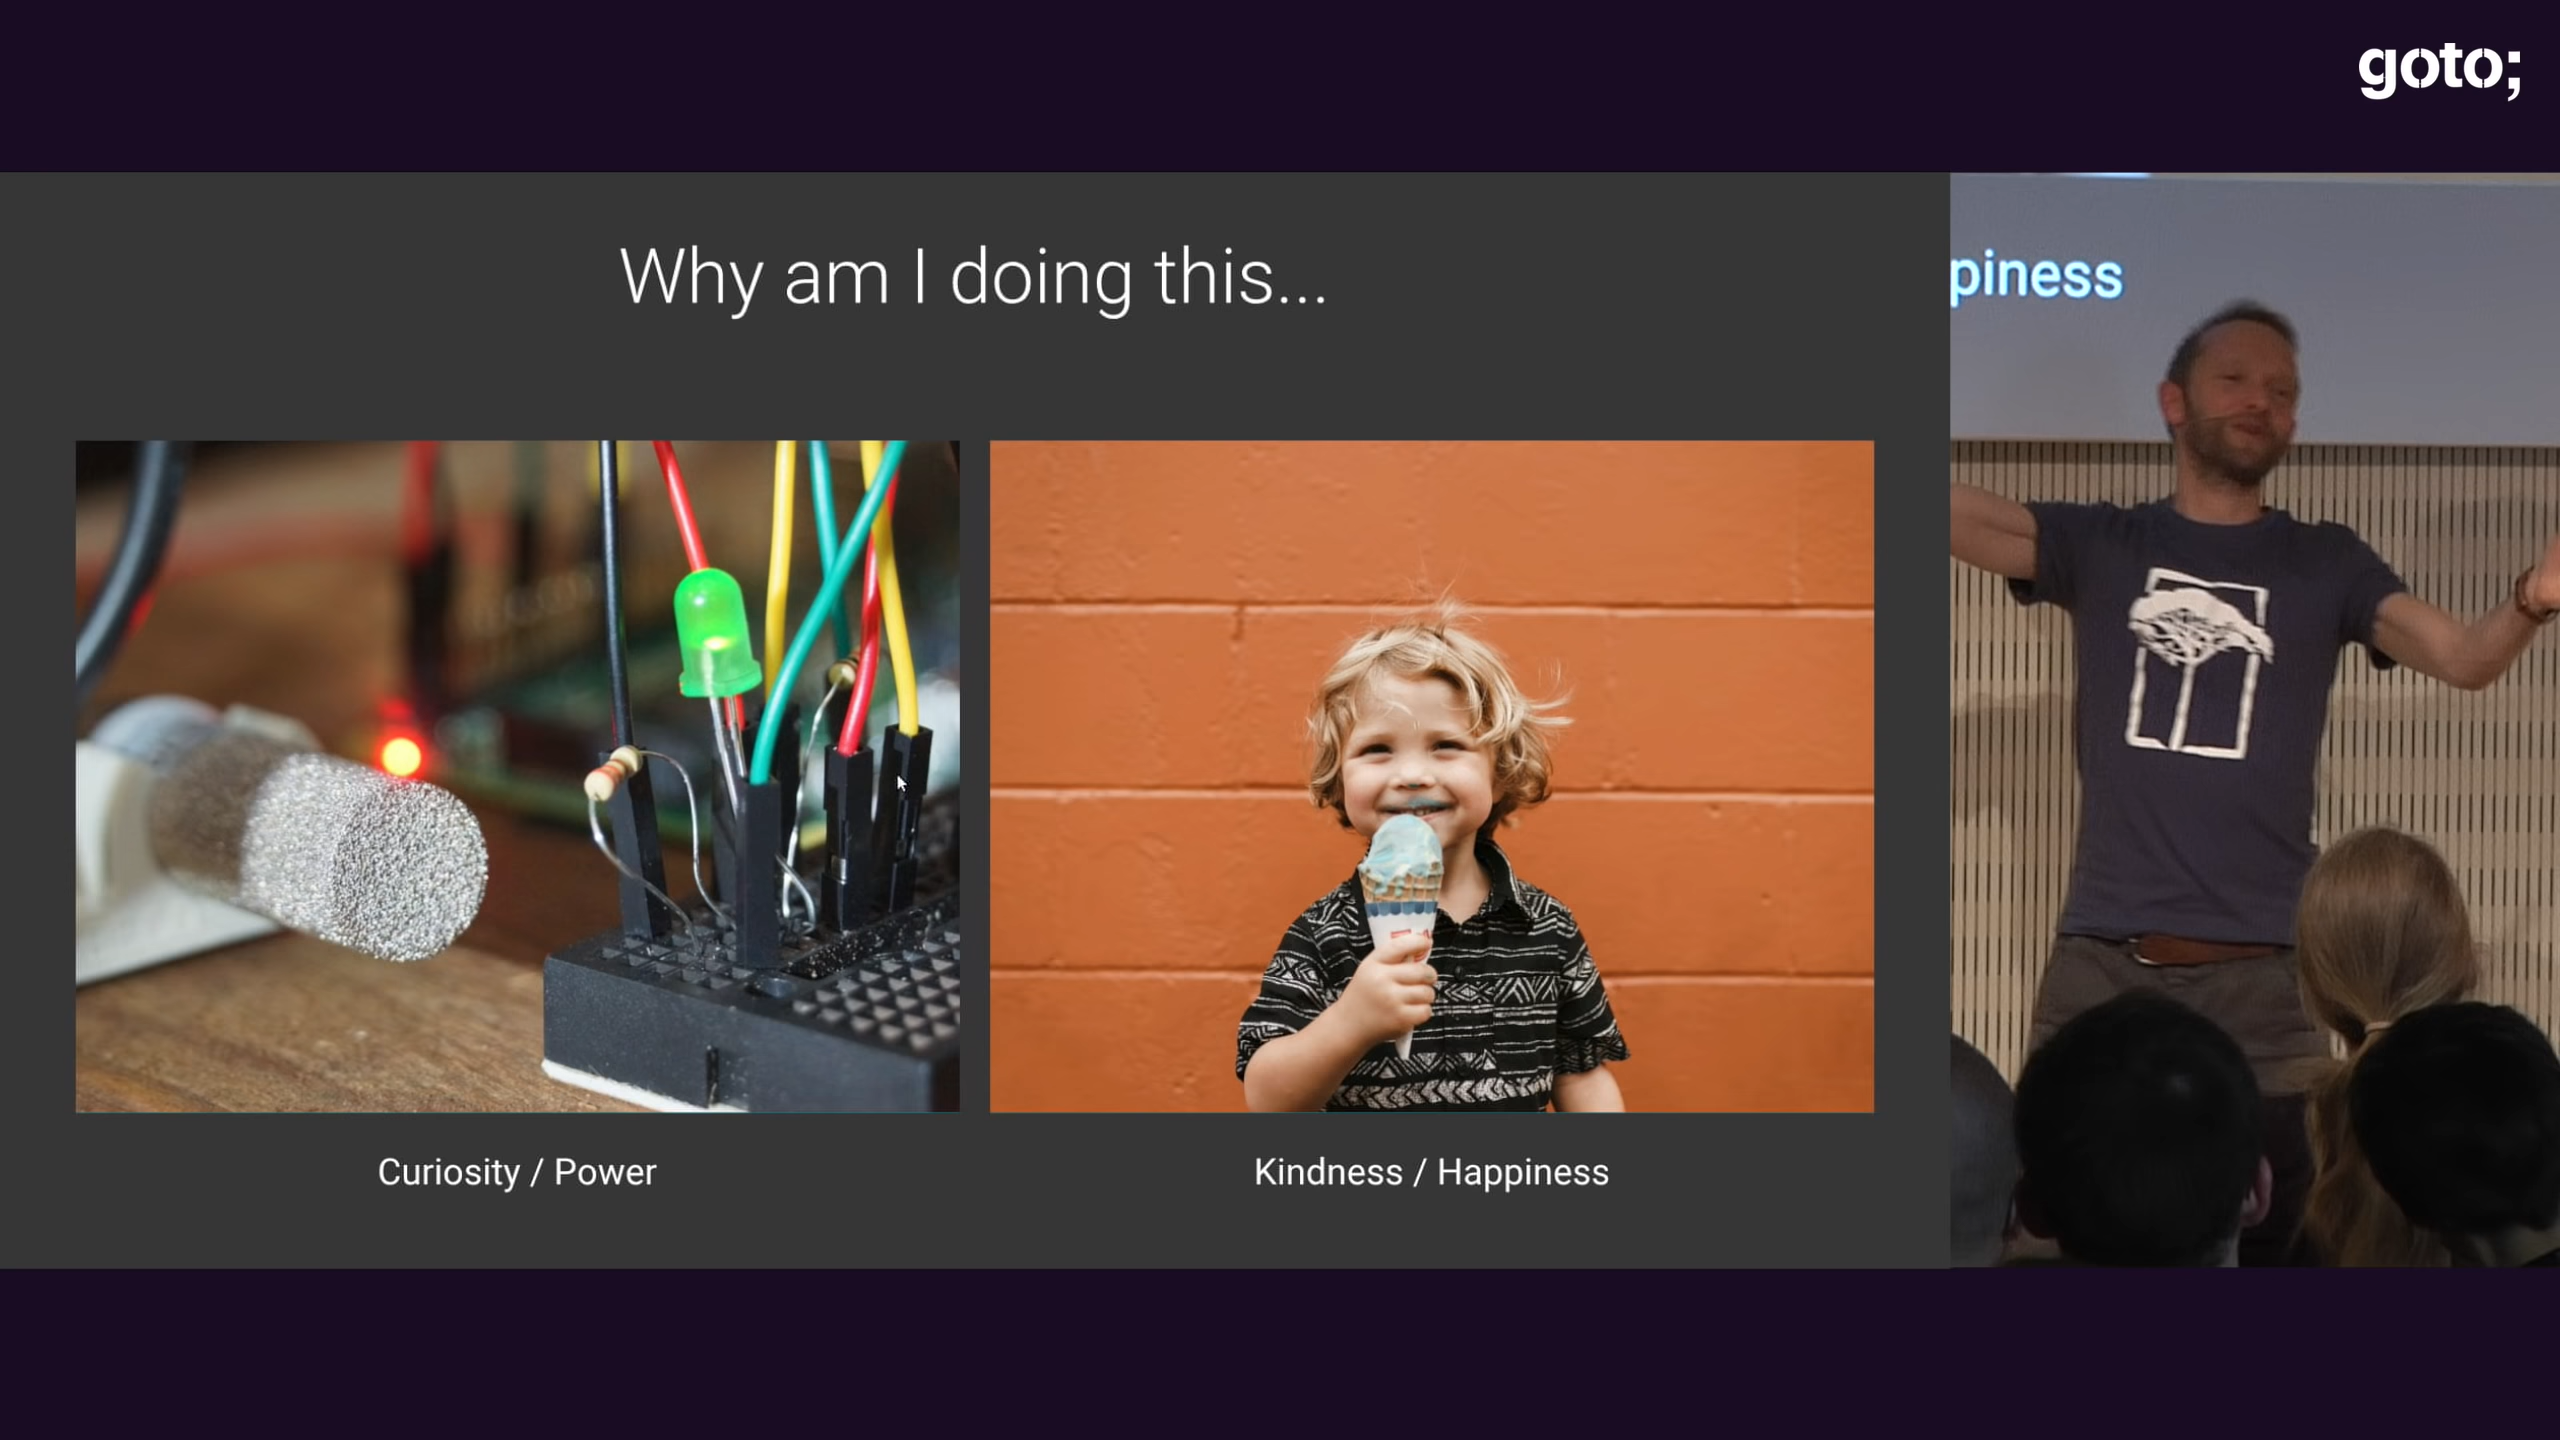 goto;
Why am I doing this...
piness
Curiosity / Power
Kindness / Happiness